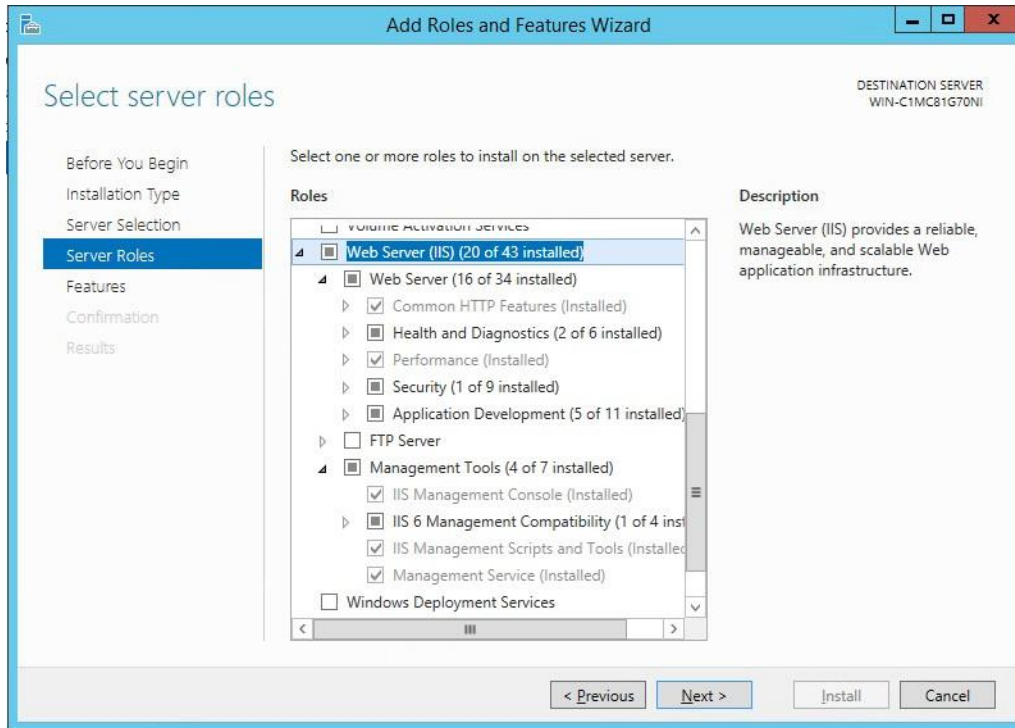 Add Roles and Features Wizard
Select server roles
DESTINATION SERVER
WIN-C1MC81G70NI
Before You Begin
Installation Type
Server Selection
Server Roles
Features
Confirmation
Results
Select one or more roles to install on the selected server.
Roles
Volume Activation Services
Web Server (IIS) (20 of 43 installed)
Web Server (16 of 34 installed)
Common HTTP Features (Installed)
Health and Diagnostics (2 of 6 installed)
Performance (Installed)
Security (1 of 9 installed)
Application Development (5 of 11 installed)
FTP Server
Management Tools (4 of 7 installed)
IIS Management Console (Installed)
IIS 6 Management Compatibility (1 of 4 inst
IIS Management Scripts and Tools (Installed
Management Service (Installed)
Windows Deployment Services
Description
Web Server (IIS) provides a reliable,
manageable, and scalable Web
application infrastructure.
< Previous
Next >
Install
Cancel